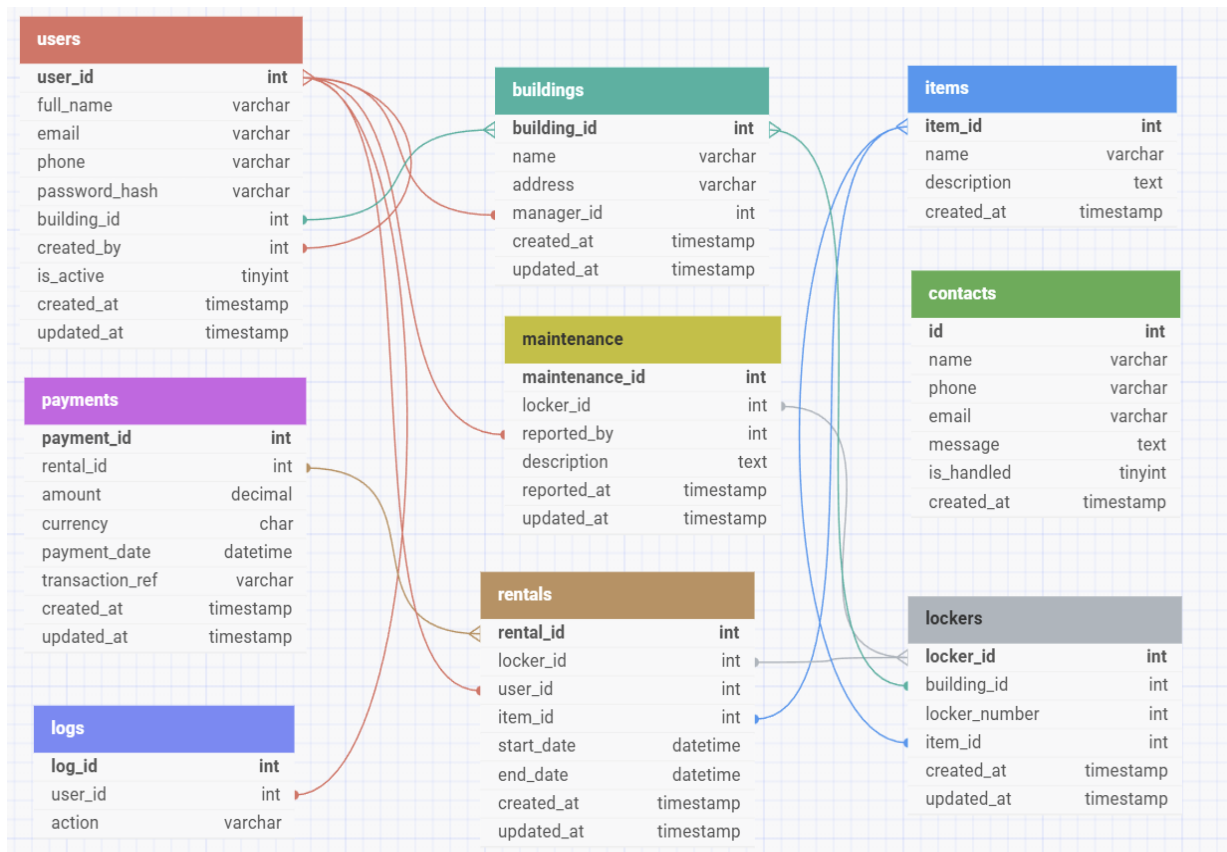 users
user_id int
full_name varchar
email varchar
phone varchar
password_hash varchar
building_id int
created_by int
is_active tinyint
created_at timestamp
updated_at timestamp
payments
payment_id int
rental_id int
amount decimal
currency char
payment_date datetime
transaction_ref varchar
created_at timestamp
updated_at timestamp
logs
log_id int
user_id int
action varchar
buildings
building_id int
name varchar
address varchar
manager_id int
created_at timestamp
updated_at timestamp
maintenance
maintenance_id int
locker_id int
reported_by int
description text
reported_at timestamp
updated_at timestamp
rentals
rental_id int
locker_id int
user_id int
item_id int
start_date datetime
end_date datetime
created_at timestamp
updated_at timestamp
items
item_id int
name varchar
description text
created_at timestamp
contacts
id int
name varchar
phone varchar
email varchar
message text
is_handled tinyint
created_at timestamp
lockers
locker_id int
building_id int
locker_number int
item_id int
created_at timestamp
updated_at timestamp